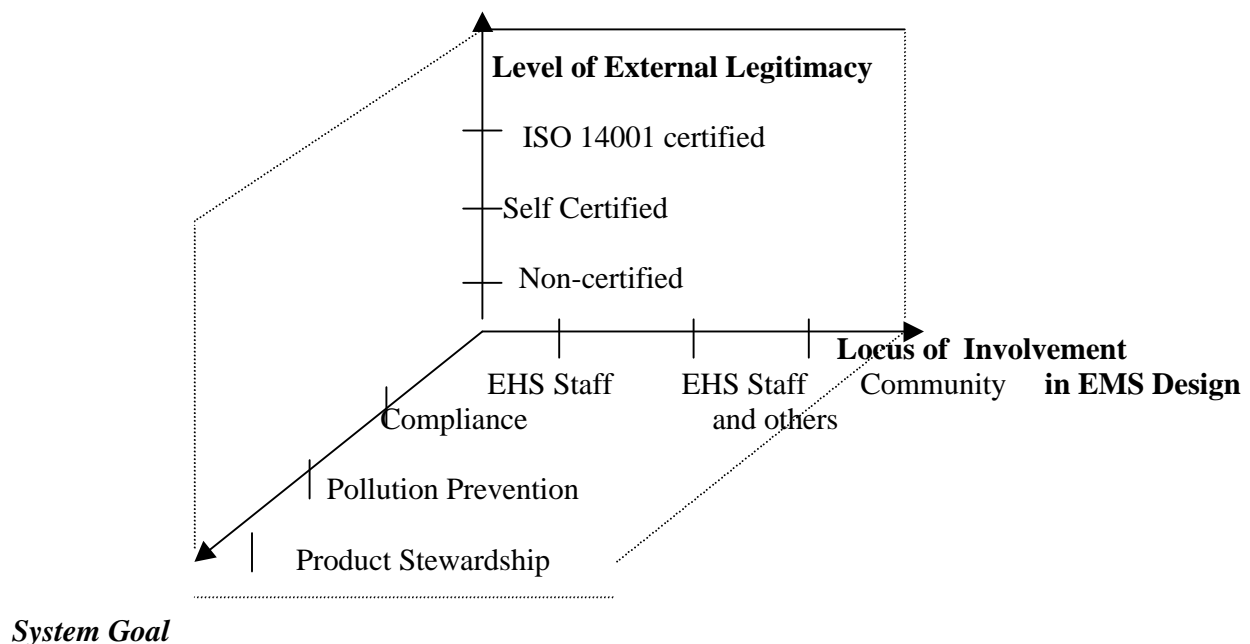 Level of External Legitimacy
ISO 14001 certified
Self Certified
Non-certified
Locus of Involvement
in EMS Design
EHS Staff
EHS Staff
and others
Community
Compliance
Pollution Prevention
Product Stewardship
System Goal